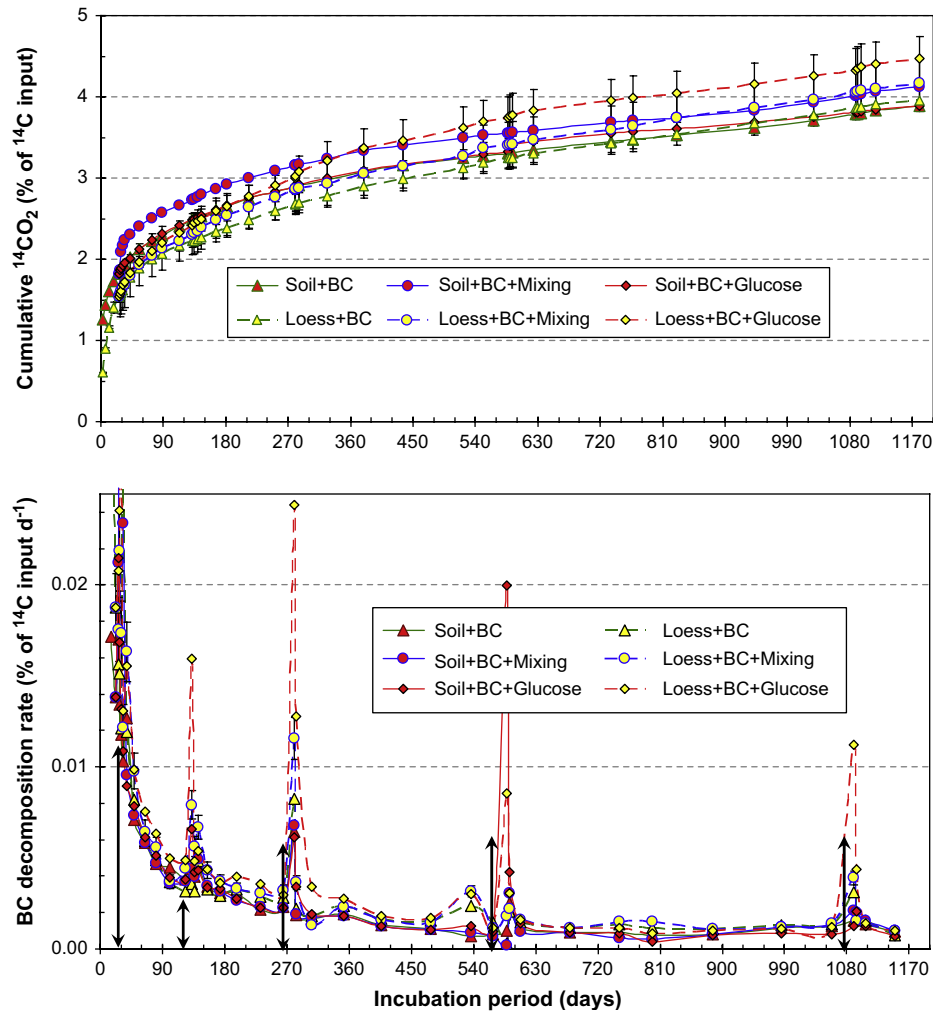 Cumulative ¹⁴CO₂ (% of ¹⁴C input)
5
4
3
2
1
0
Soil+BC
Soil+BC+Mixing
Soil+BC+Glucose
Loess+BC
Loess+BC+Mixing
Loess+BC+Glucose
0 90 180 270 360 450 540 630 720 810 900 990 1080 1170
BC decomposition rate (% of ¹⁴C input d⁻¹)
0.02
0.01
0.00
Soil+BC
Loess+BC
Soil+BC+Mixing
Loess+BC+Mixing
Soil+BC+Glucose
Loess+BC+Glucose
0 90 180 270 360 450 540 630 720 810 900 990 1080 1170
Incubation period (days)